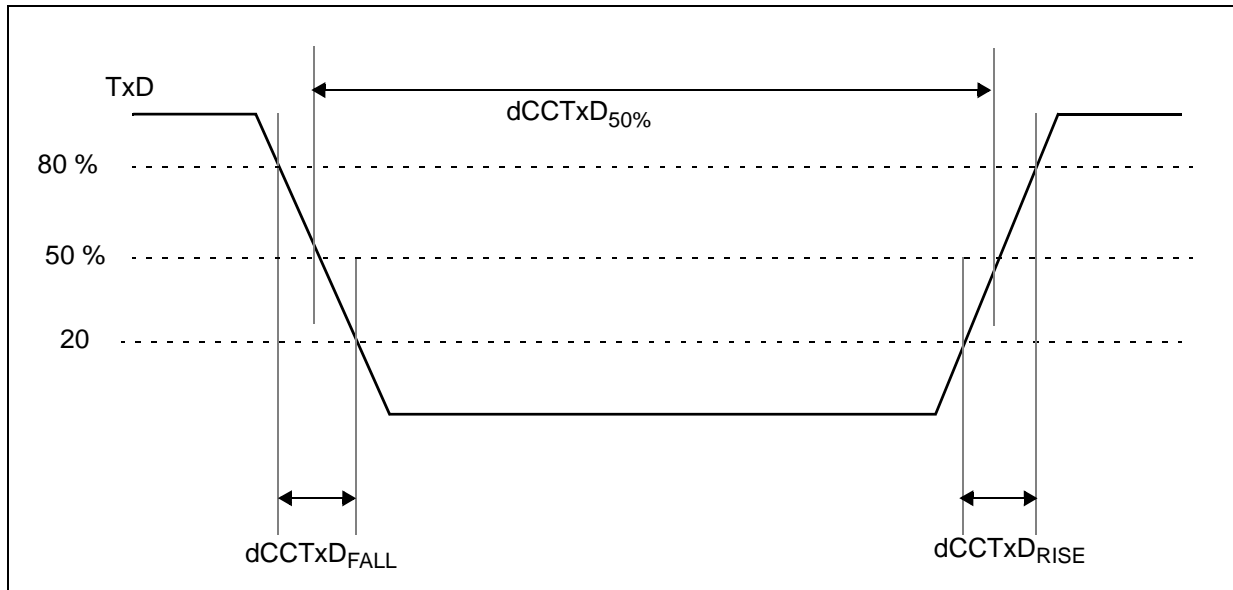 TxD
dCCTxD50%
80 %
50 %
20
dCCTxDFALL
dCCTxDRISE